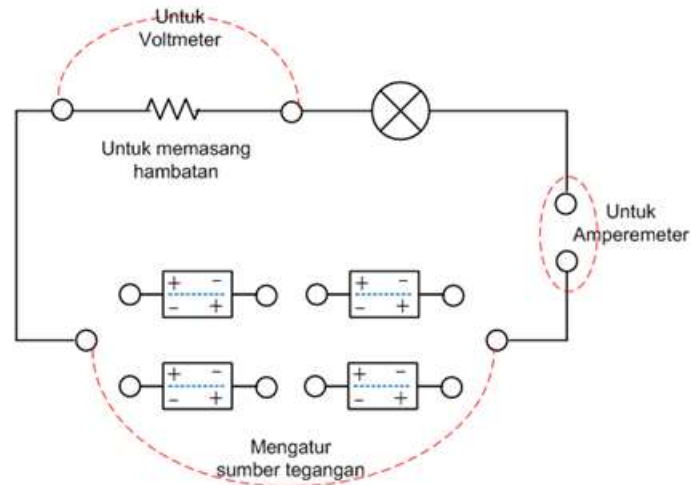 Untuk
Voltmeter
Untuk memasang
hambatan
Untuk
Amperemeter
+ −
− +
+ −
− +
+ −
− +
+ −
− +
Mengatur
sumber tegangan